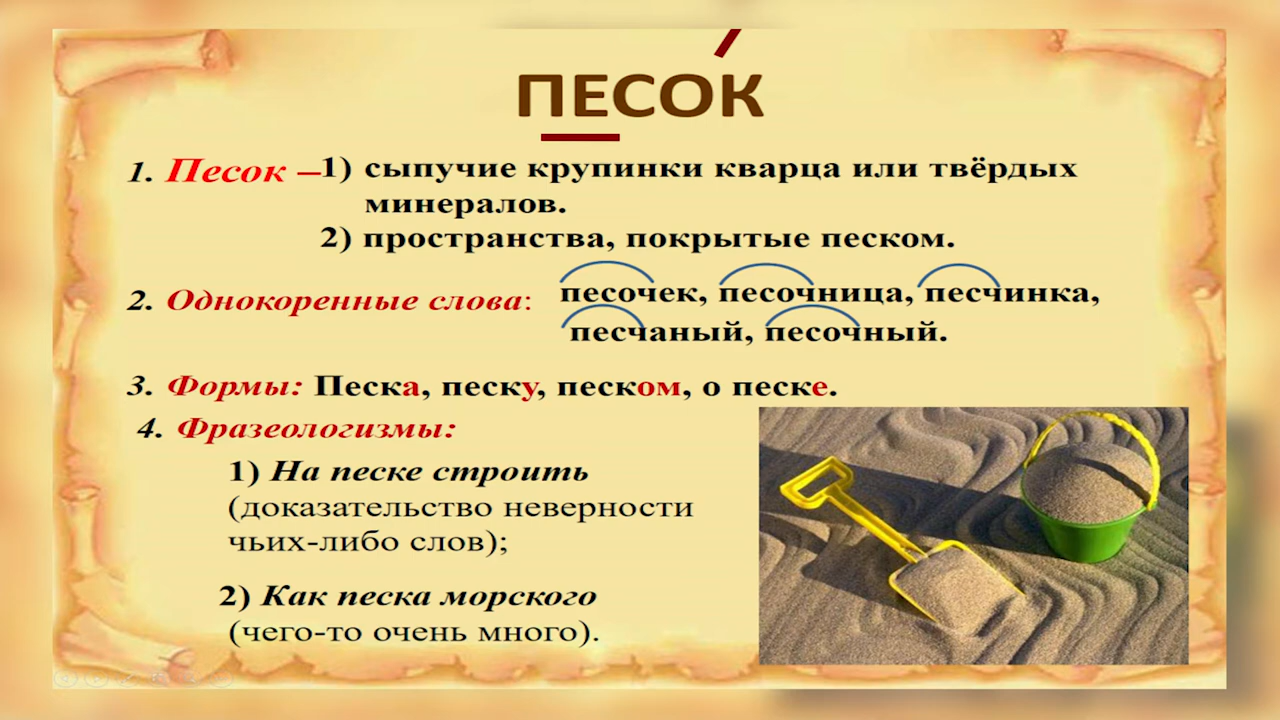 ПЕСОК
1. Песок – 1) сыпучие крупинки кварца или твёрдых
минералов.
2) пространства, покрытые песком.
2. Однокоренные слова: песочек, песочница, песчинка,
песчаный, песочный.
3. Формы: Песка, песку, песком, о песке.
4. Фразеологизмы:
1) На песке строить
(доказательство неверности
чьих-либо слов);
2) Как песка морского
(чего-то очень много).